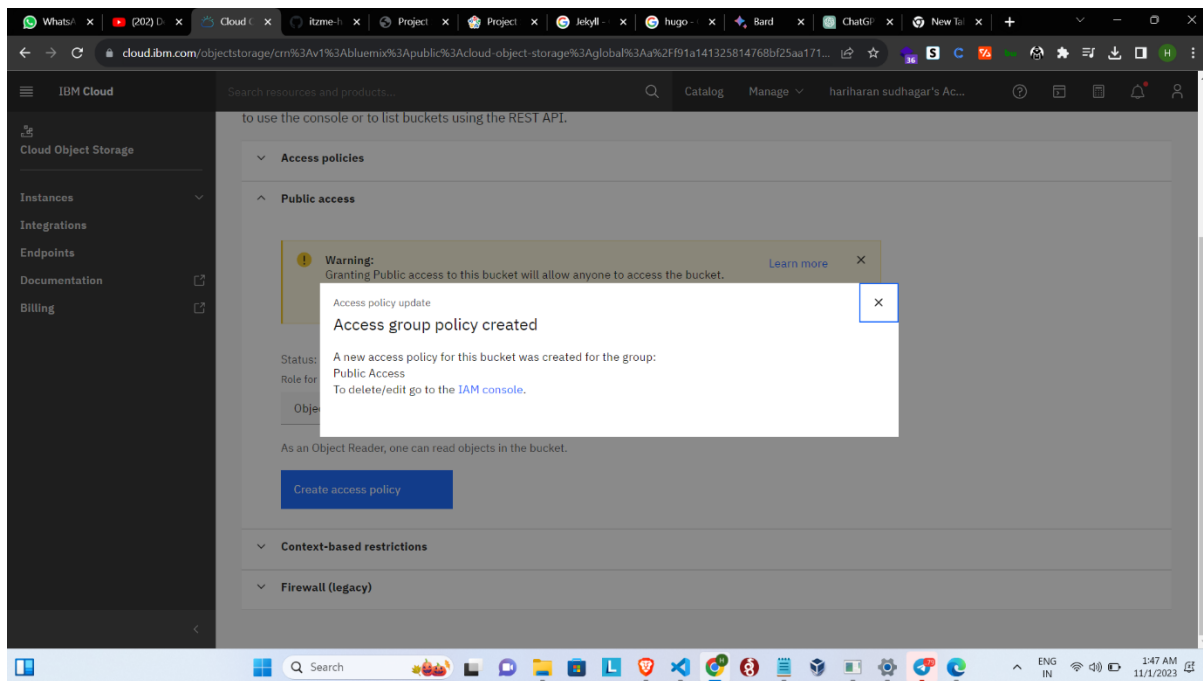 WhatsA
(202) D
Cloud C
itzme-h
Project
Project
Jekyll -
hugo -
Bard
ChatGP
New Tal
cloud.ibm.com/objectstorage/crn%3Av1%3Abluemix%3Apublic%3Acloud-object-storage%3Aglobal%3Aa%2Ff91a141325814768bf25aa171...
36
S
C
H
IBM Cloud
Search resources and products...
Catalog
Manage
hariharan sudhagar's Ac...
Cloud Object Storage
Instances
Integrations
Endpoints
Documentation
Billing
to use the console or to list buckets using the REST API.
Access policies
Public access
Warning:
Learn more
Granting Public access to this bucket will allow anyone to access the bucket.
Access policy update
Access group policy created
A new access policy for this bucket was created for the group:
Public Access
To delete/edit go to the IAM console.
Status:
Role for
Obje
As an Object Reader, one can read objects in the bucket.
Create access policy
Context-based restrictions
Firewall (legacy)
Search
L
ENG
IN
1:47 AM
11/1/2023